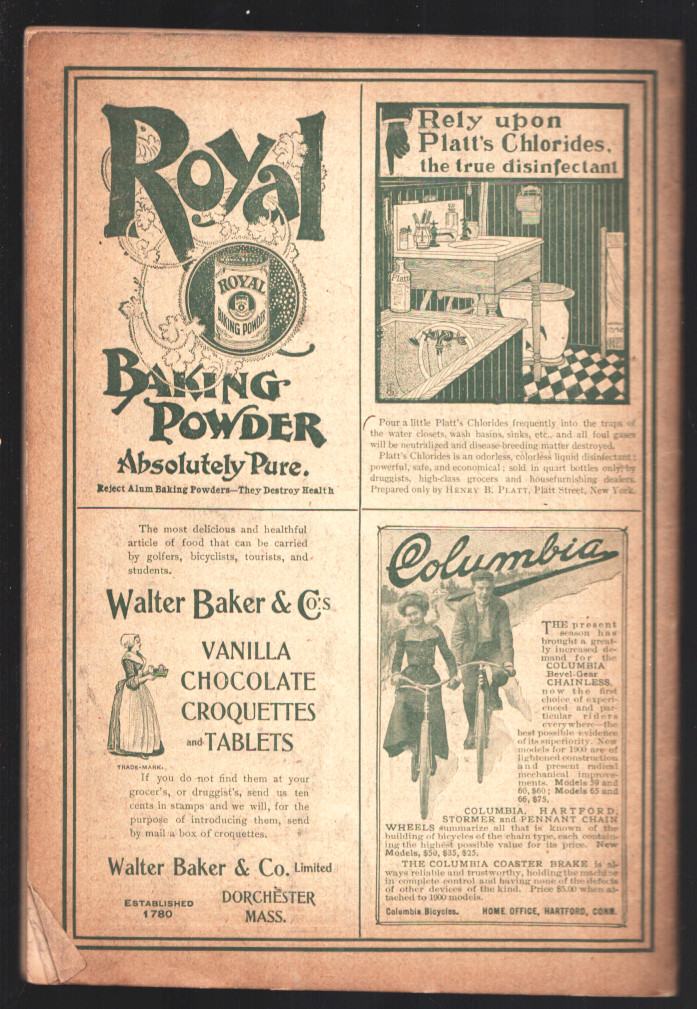 Royal
ROYAL
BAKING POWDER
BAKING
POWDER
Absolutely Pure.
Reject Alum Baking Powders—They Destroy Health
Rely upon
Platt's Chlorides,
the true disinfectant
Platt
Pour a little Platt's Chlorides frequently into the traps of
the water closets, wash basins, sinks, etc., and all foul gases
will be neutralized and disease-breeding matter destroyed.
Platt's Chlorides is an odorless, colorless liquid disinfectant;
powerful, safe, and economical; sold in quart bottles only, by
druggists, high-class grocers and housefurnishing dealers.
Prepared only by HENRY B. PLATT, Platt Street, New York.
The most delicious and healthful
article of food that can be carried
by golfers, bicyclists, tourists, and
students.
Walter Baker & Co.'s
VANILLA
CHOCOLATE
CROQUETTES
and TABLETS
TRADE-MARK.
If you do not find them at your
grocer's, or druggist's, send us ten
cents in stamps and we will, for the
purpose of introducing them, send
by mail a box of croquettes.
Walter Baker & Co. Limited
ESTABLISHED
1780
DORCHESTER
MASS.
Columbia
THE present
season has
brought a great-
ly increased de-
mand for the
COLUMBIA
Bevel-Gear
CHAINLESS,
now the first
choice of experi-
enced and par-
ticular riders
everywhere—the
best possible evidence
of its superiority. New
models for 1900 are of
lightened construction
and present radical
mechanical improve-
ments. Models 59 and
60, $60; Models 65 and
66, $75.
COLUMBIA, HARTFORD,
STORMER and PENNANT CHAIN
WHEELS summarize all that is known of the
building of bicycles of the chain type, each contain-
ing the highest possible value for its price. New
Models, $50, $35, $25.
THE COLUMBIA COASTER BRAKE is al-
ways reliable and trustworthy, holding the machine
in complete control and having none of the defects
of other devices of the kind. Price $5.00 when at-
tached to 1900 models.
Columbia Bicycles. HOME OFFICE, HARTFORD, CONN.